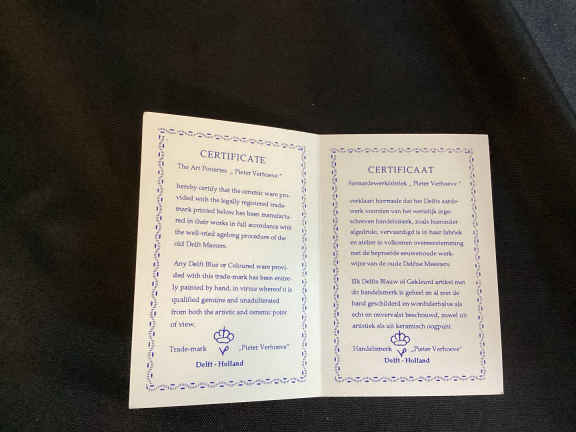 CERTIFICATE
The Art Potteries „ Pieter Verhoeve "
hereby certify that the ceramic ware pro-
vided with the legally registered trade-
mark printed below has been manufactu-
red in their works in full accordance with
the well-tried agelong procedure of the
old Delft Masters.
Any Delft Blue or Coloured ware provi-
ded with this trade-mark has been entire-
ly painted by hand, in virtue whereof it is
qualified genuine and unadulterated
from both the artistic and ceramic point
of view.
Trade-mark „Pieter Verhoeve"
Delft - Holland
CERTIFICAAT
Aardewerkfabriek „ Pieter Verhoeve "
verklaart hiermede dat het Delfts aarde-
werk voorzien van het wettelijk inge-
schreven handelsmerk, zoals hieronder
afgedrukt, vervaardigd is in haar fabriek
en atelier in volkomen overeenstemming
met de beproefde eeuwenoude werk-
wijze van de oude Delftse Meesters.
Elk Delfts Blauw of Gekleurd artikel met
dit handelsmerk is geheel en al met de
hand geschilderd en wordt derhalve als
echt en onvervalst beschouwd, zowel uit
artistiek als uit keramisch oogpunt.
Handelsmerk „Pieter Verhoeve"
Delft - Holland